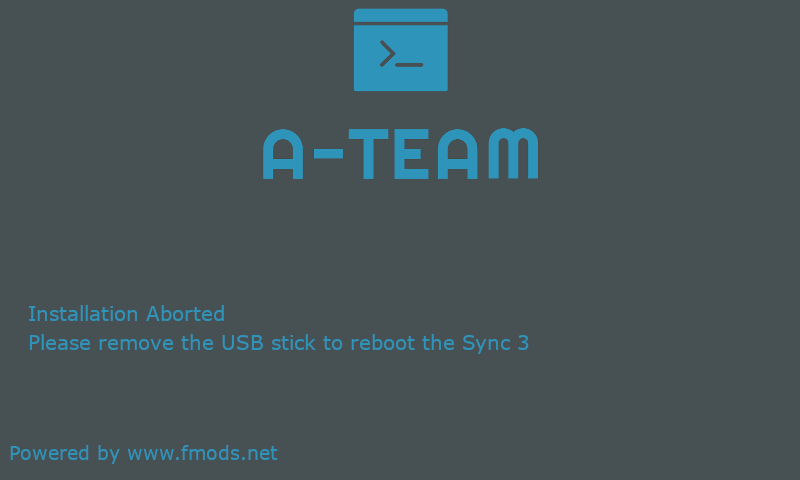 A-TEAM
Installation Aborted
Please remove the USB stick to reboot the Sync 3
Powered by www.fmods.net